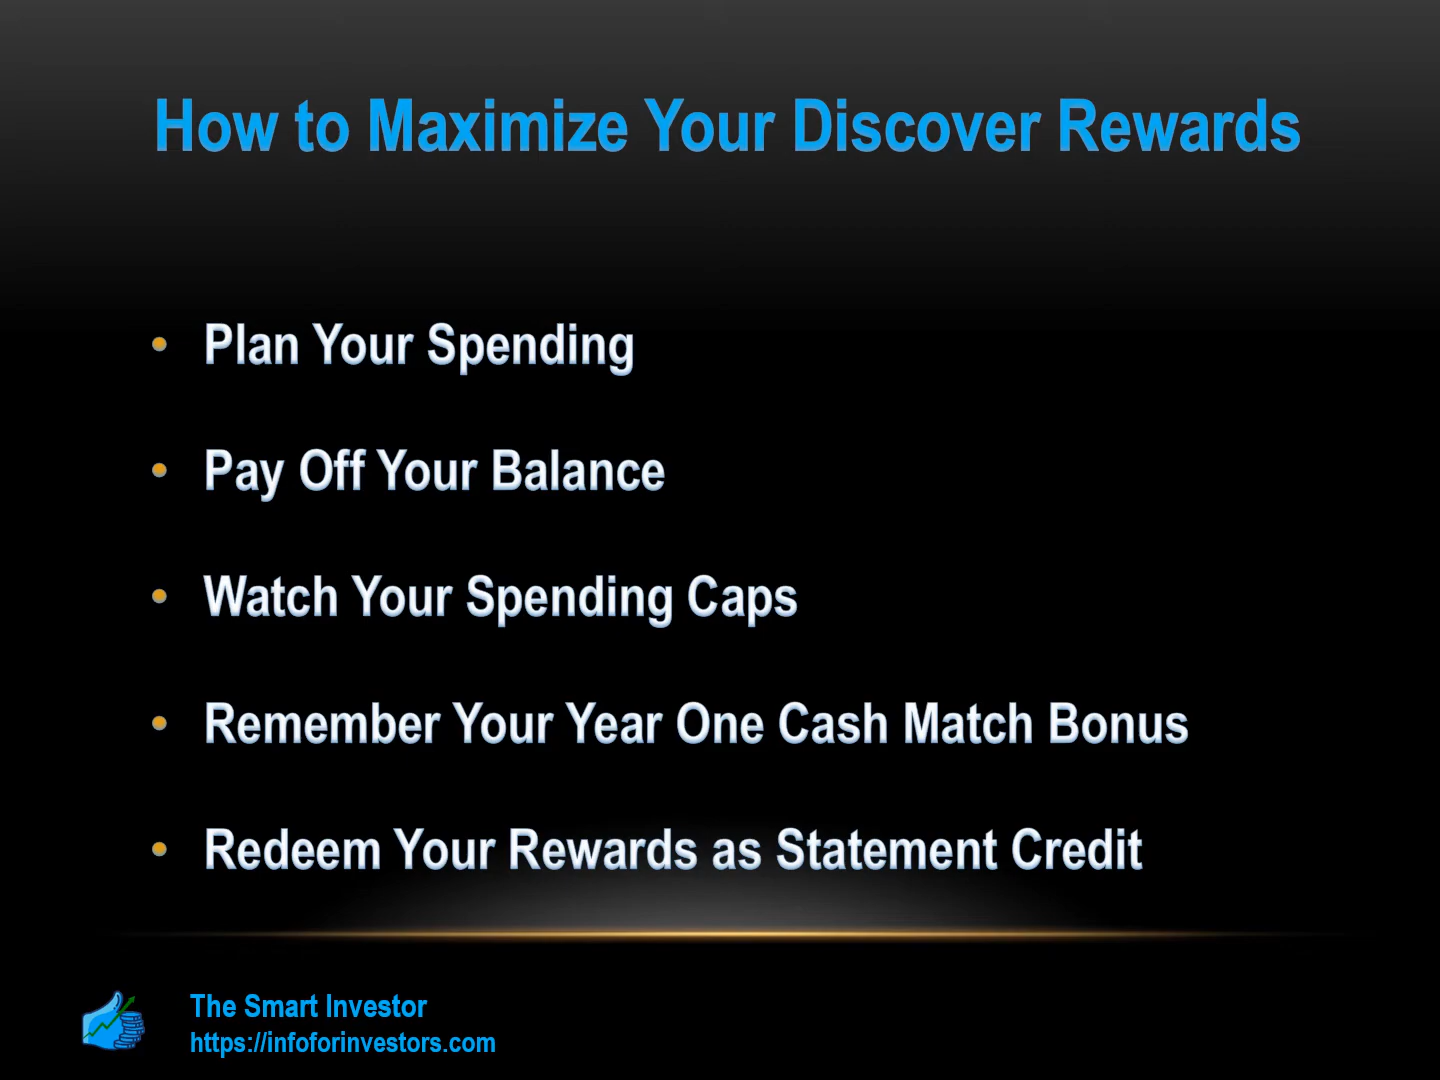 How to Maximize Your Discover Rewards
• Plan Your Spending
• Pay Off Your Balance
• Watch Your Spending Caps
• Remember Your Year One Cash Match Bonus
• Redeem Your Rewards as Statement Credit
The Smart Investor
https://infoforinvestors.com